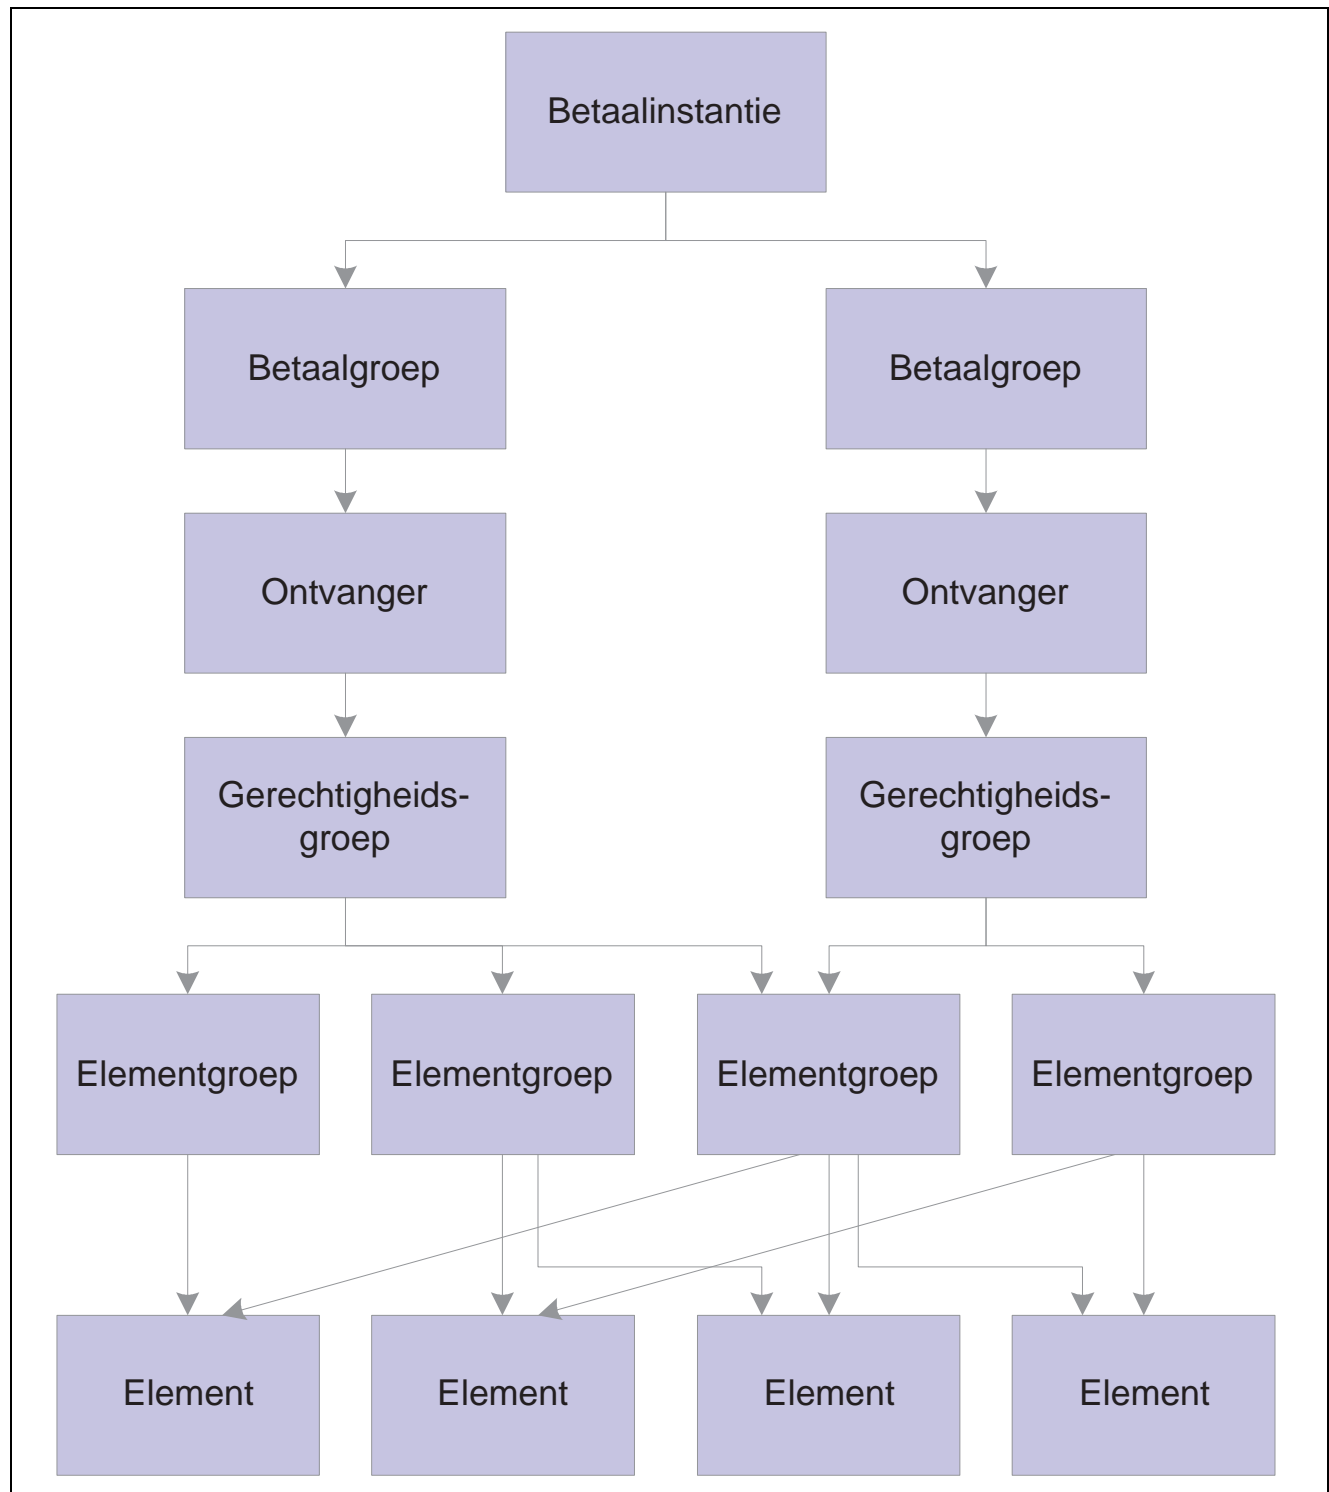 Betaalinstantie
Betaalgroep
Betaalgroep
Ontvanger
Ontvanger
Gerechtigheids-
groep
Gerechtigheids-
groep
Elementgroep
Elementgroep
Elementgroep
Elementgroep
Element
Element
Element
Element